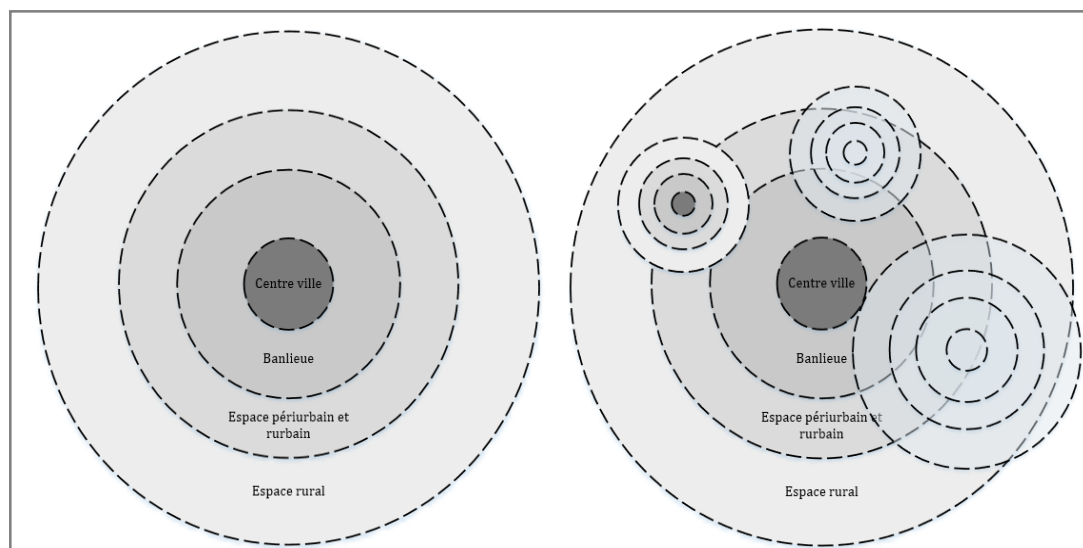 Centre ville
Banlieue
Espace périurbain et
rurbain
Espace rural
Centre ville
Banlieue
Espace périurbain et
rurbain
Espace rural